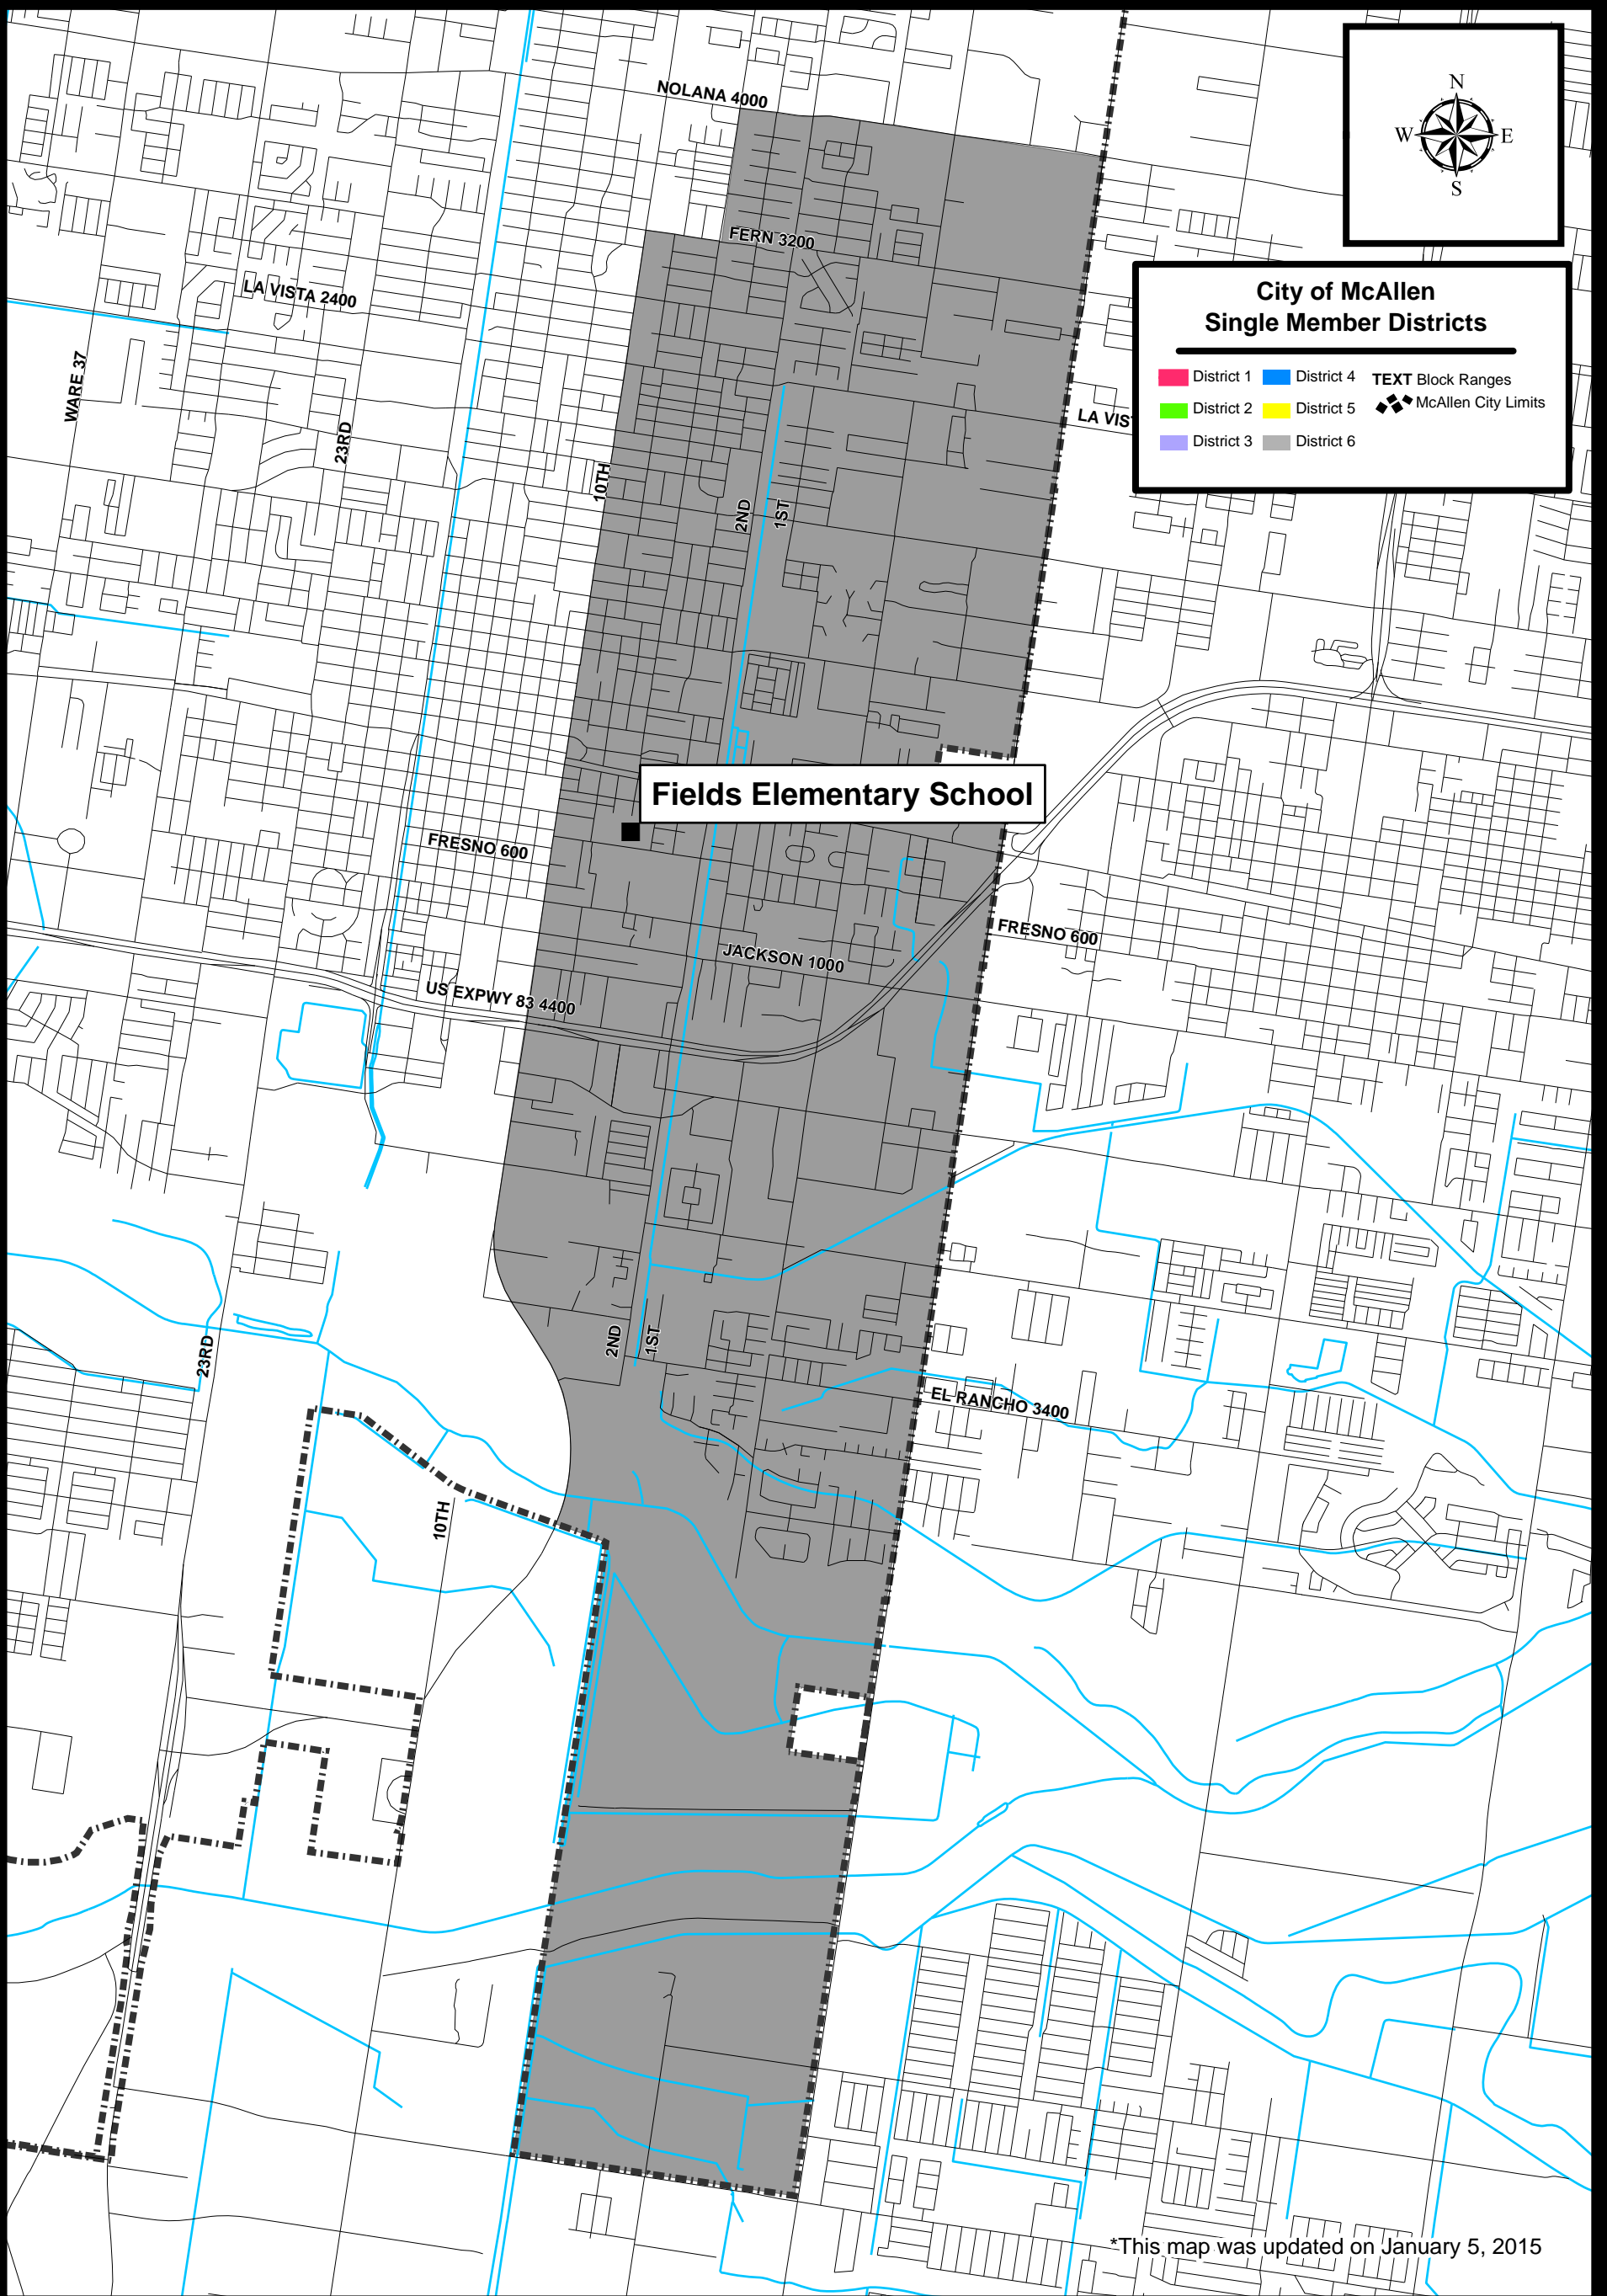 NOLANA 4000
N
W E
S
FERN 3200
City of McAllen
Single Member Districts
District 1 District 4 TEXT Block Ranges
District 2 District 5 McAllen City Limits
District 3 District 6
LA VISTA 2400
WARE 37
23RD
10TH
2ND
1ST
LA VIS
Fields Elementary School
FRESNO 600
FRESNO 600
JACKSON 1000
US EXPWY 83 4400
23RD
2ND
1ST
EL RANCHO 3400
10TH
*This map was updated on January 5, 2015